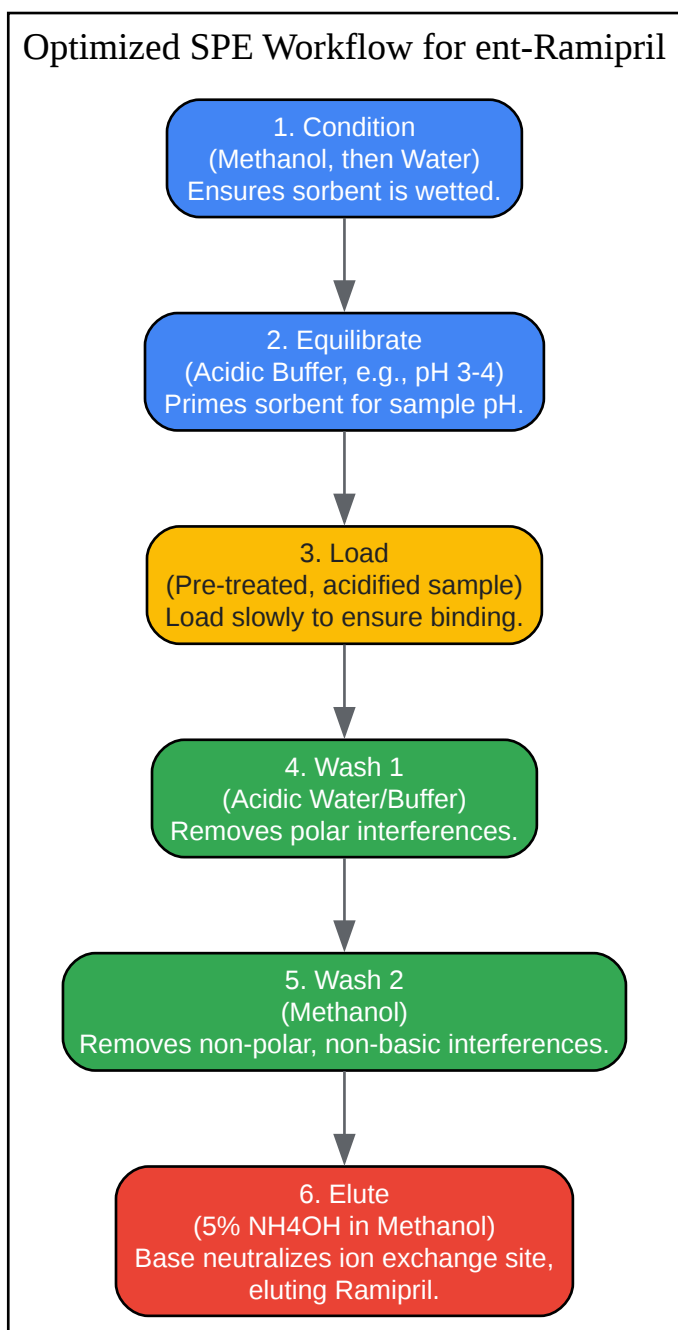 Optimized SPE Workflow for ent-Ramipril
1. Condition
(Methanol, then Water)
Ensures sorbent is wetted.
2. Equilibrate
(Acidic Buffer, e.g., pH 3-4)
Primes sorbent for sample pH.
3. Load
(Pre-treated, acidified sample)
Load slowly to ensure binding.
4. Wash 1
(Acidic Water/Buffer)
Removes polar interferences.
5. Wash 2
(Methanol)
Removes non-polar, non-basic interferences.
6. Elute
(5% NH4OH in Methanol)
Base neutralizes ion exchange site,
eluting Ramipril.